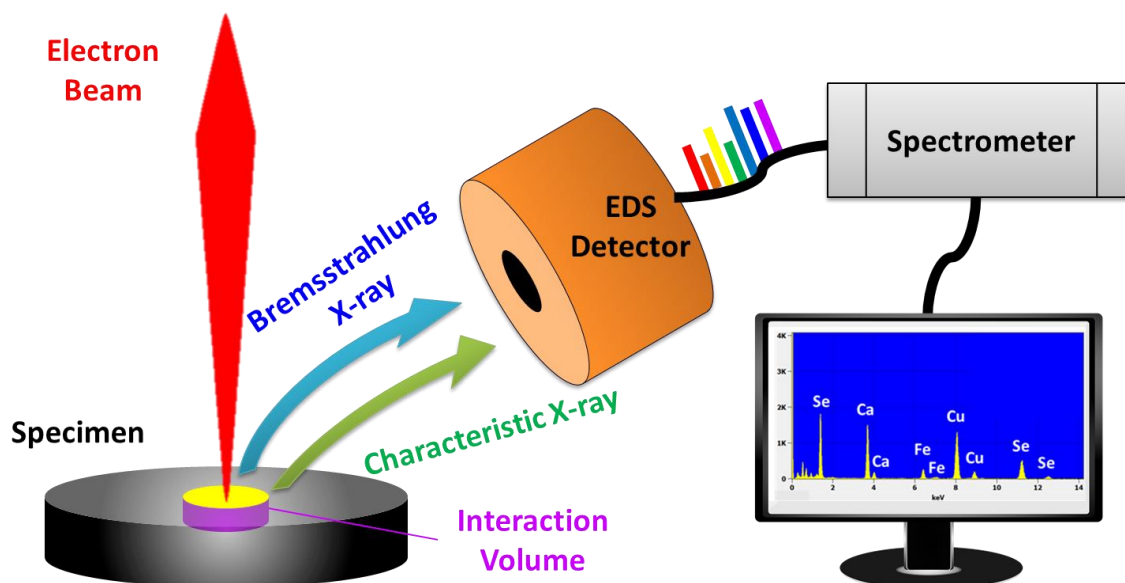 Electron
Beam
Bremsstrahlung
X-ray
Characteristic X-ray
Specimen
Interaction
Volume
EDS
Detector
Spectrometer
4K
3K
2K
1K
0
Se
Ca
Ca
Fe
Fe
Cu
Cu
Se
Se
0 2 4 6 8 10 12 14
keV